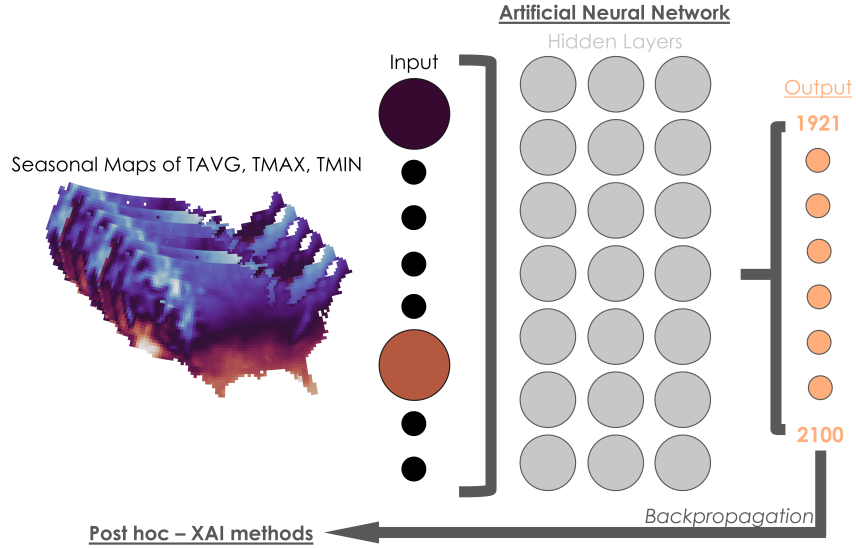 Artificial Neural Network
Hidden Layers
Input
Output
1921
Seasonal Maps of TAVG, TMAX, TMIN
2100
Backpropagation
Post hoc – XAI methods